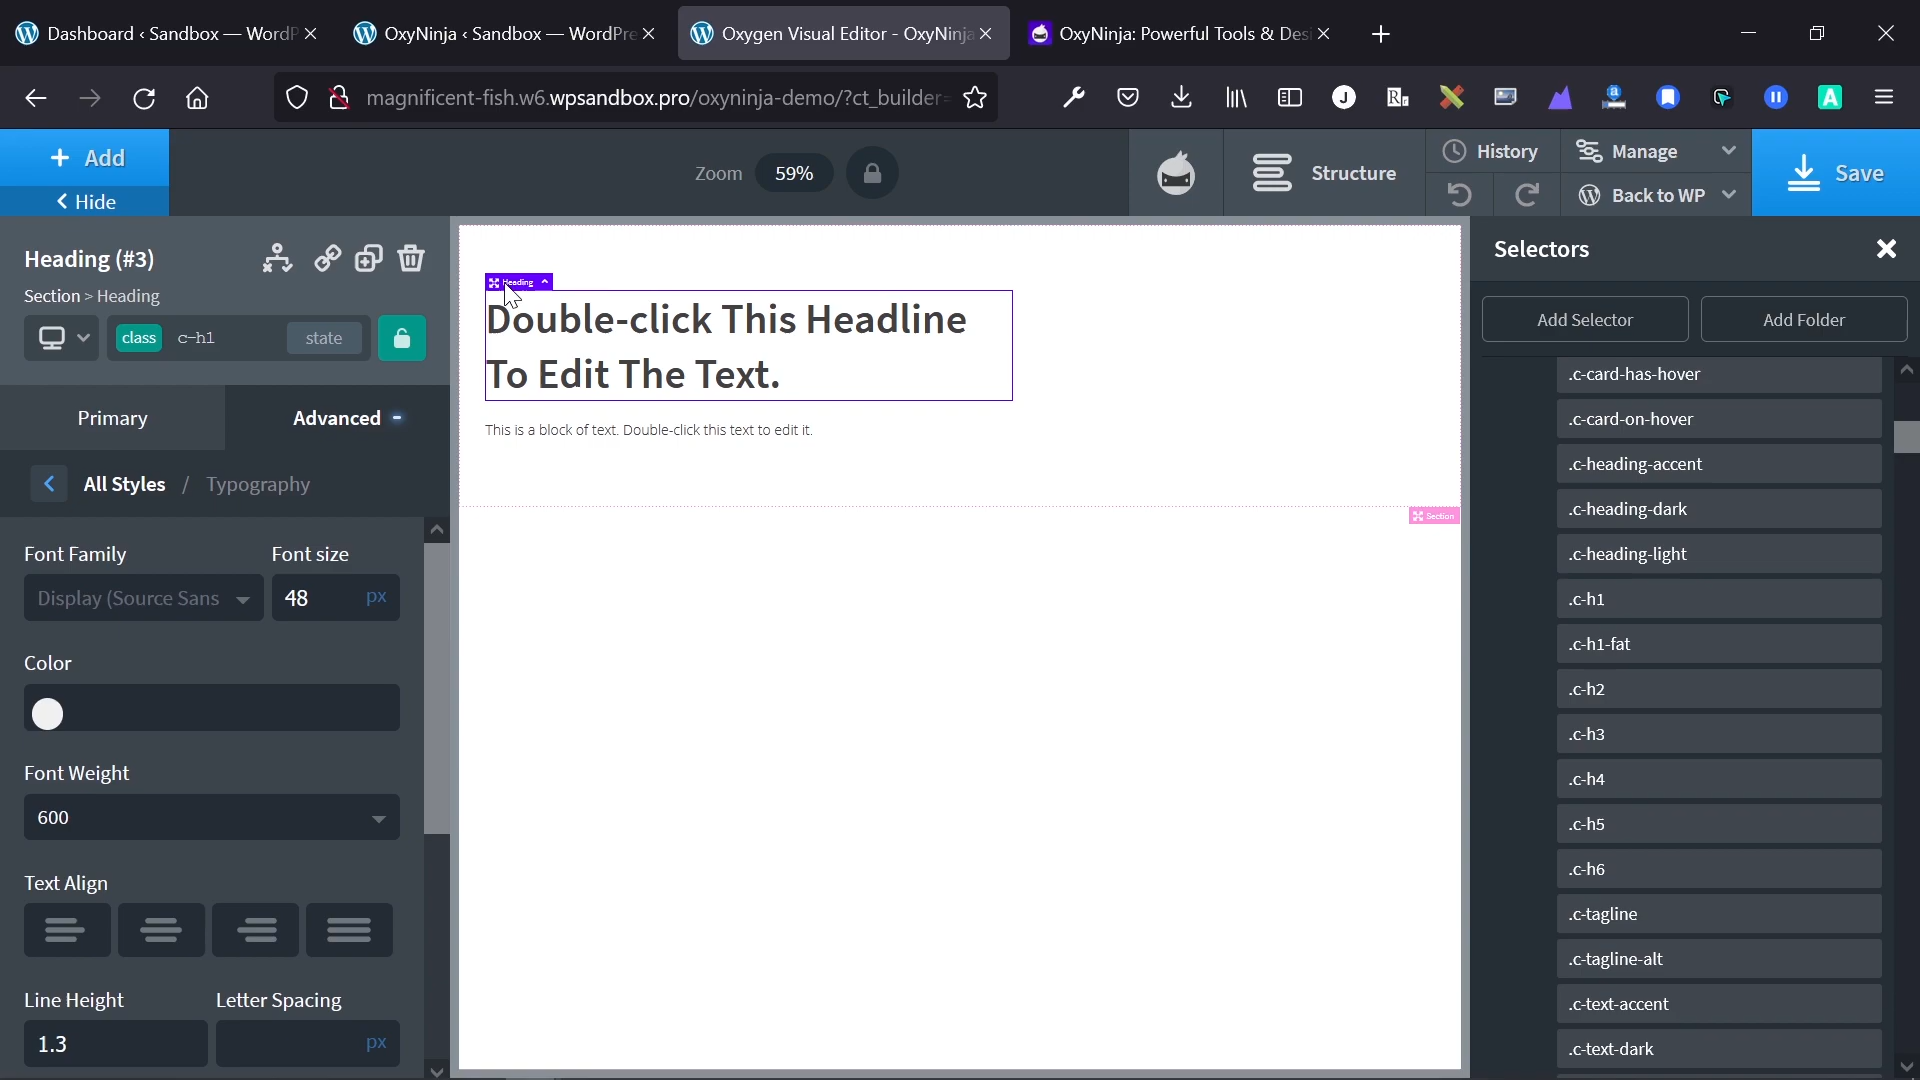 Dashboard ‹ Sandbox — WordP
OxyNinja ‹ Sandbox — WordPre
Oxygen Visual Editor - OxyNinja
OxyNinja: Powerful Tools & Desi
magnificent-fish.w6.wpsandbox.pro/oxyninja-demo/?ct_builder=
+ Add
Hide
Zoom 59%
Structure
History
Manage
Back to WP
Save
Heading (#3)
Section > Heading
class c-h1 state
Primary
Advanced
All Styles / Typography
Font Family
Font size
Display (Source Sans
48 px
Color
Font Weight
600
Text Align
Line Height
Letter Spacing
1.3
px
Heading
Double-click This Headline
To Edit The Text.
This is a block of text. Double-click this text to edit it.
Section
Selectors
Add Selector
Add Folder
.c-card-has-hover
.c-card-on-hover
.c-heading-accent
.c-heading-dark
.c-heading-light
.c-h1
.c-h1-fat
.c-h2
.c-h3
.c-h4
.c-h5
.c-h6
.c-tagline
.c-tagline-alt
.c-text-accent
.c-text-dark